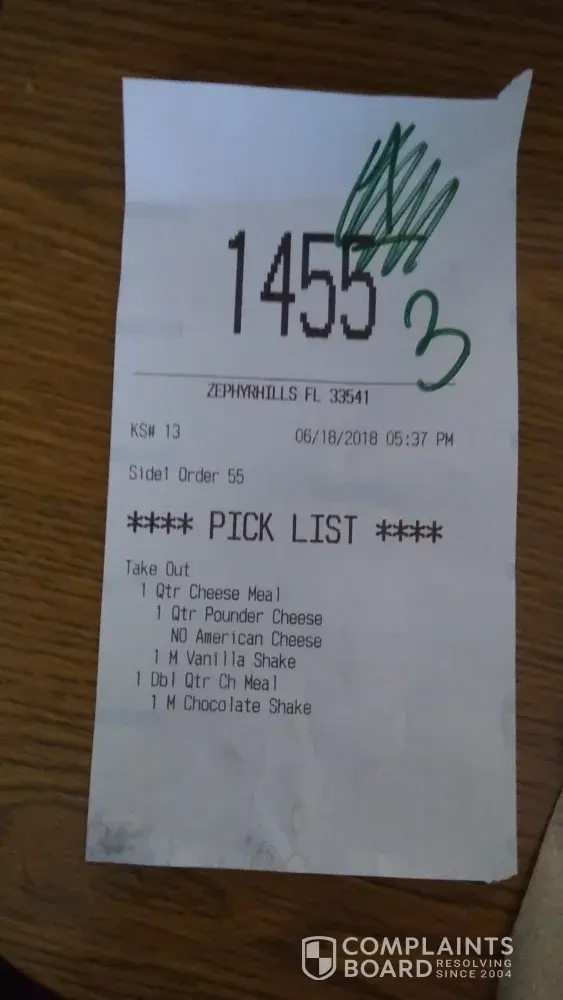 1455
3
ZEPHYRHILLS FL 33541
KS# 13 06/18/2018 05:37 PM
Side1 Order 55
**** PICK LIST ****
Take Out
1 Qtr Cheese Meal
1 Qtr Pounder Cheese
NO American Cheese
1 M Vanilla Shake
1 Dbl Qtr Ch Meal
1 M Chocolate Shake
COMPLAINTS
BOARD RESOLVING
SINCE 2004